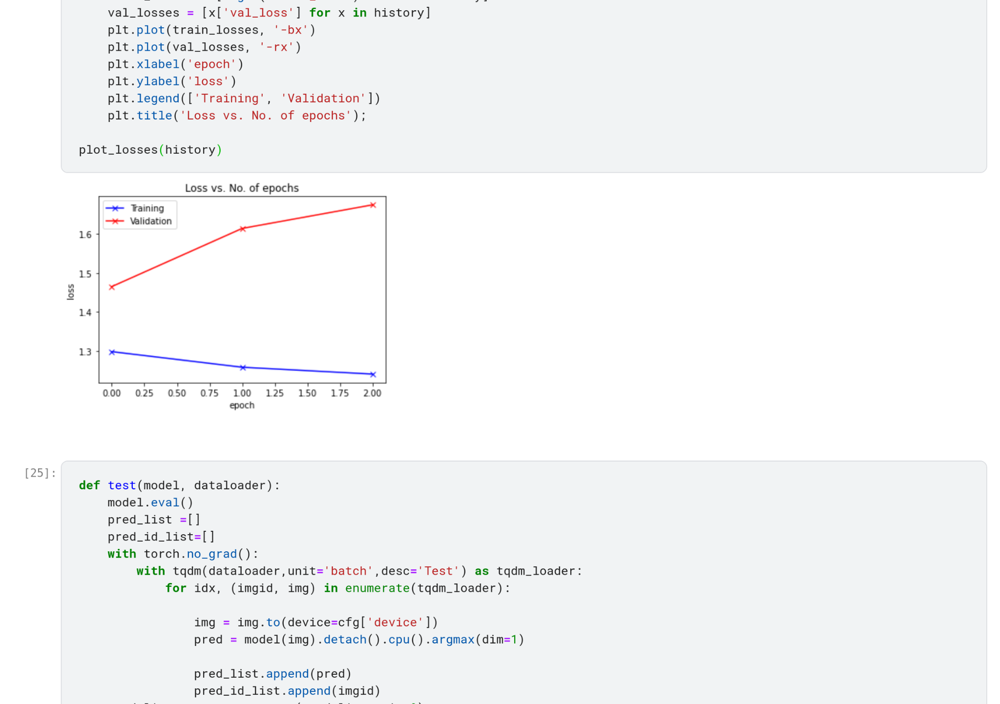 val_losses = [x['val_loss'] for x in history]
plt.plot(train_losses, '-bx')
plt.plot(val_losses, '-rx')
plt.xlabel('epoch')
plt.ylabel('loss')
plt.legend(['Training', 'Validation'])
plt.title('Loss vs. No. of epochs');
plot_losses(history)
Loss vs. No. of epochs
Training
Validation
1.6
1.5
1.4
1.3
loss
0.00 0.25 0.50 0.75 1.00 1.25 1.50 1.75 2.00
epoch
[25]:
def test(model, dataloader):
model.eval()
pred_list =[]
pred_id_list=[]
with torch.no_grad():
with tqdm(dataloader,unit='batch',desc='Test') as tqdm_loader:
for idx, (imgid, img) in enumerate(tqdm_loader):
img = img.to(device=cfg['device'])
pred = model(img).detach().cpu().argmax(dim=1)
pred_list.append(pred)
pred_id_list.append(imgid)